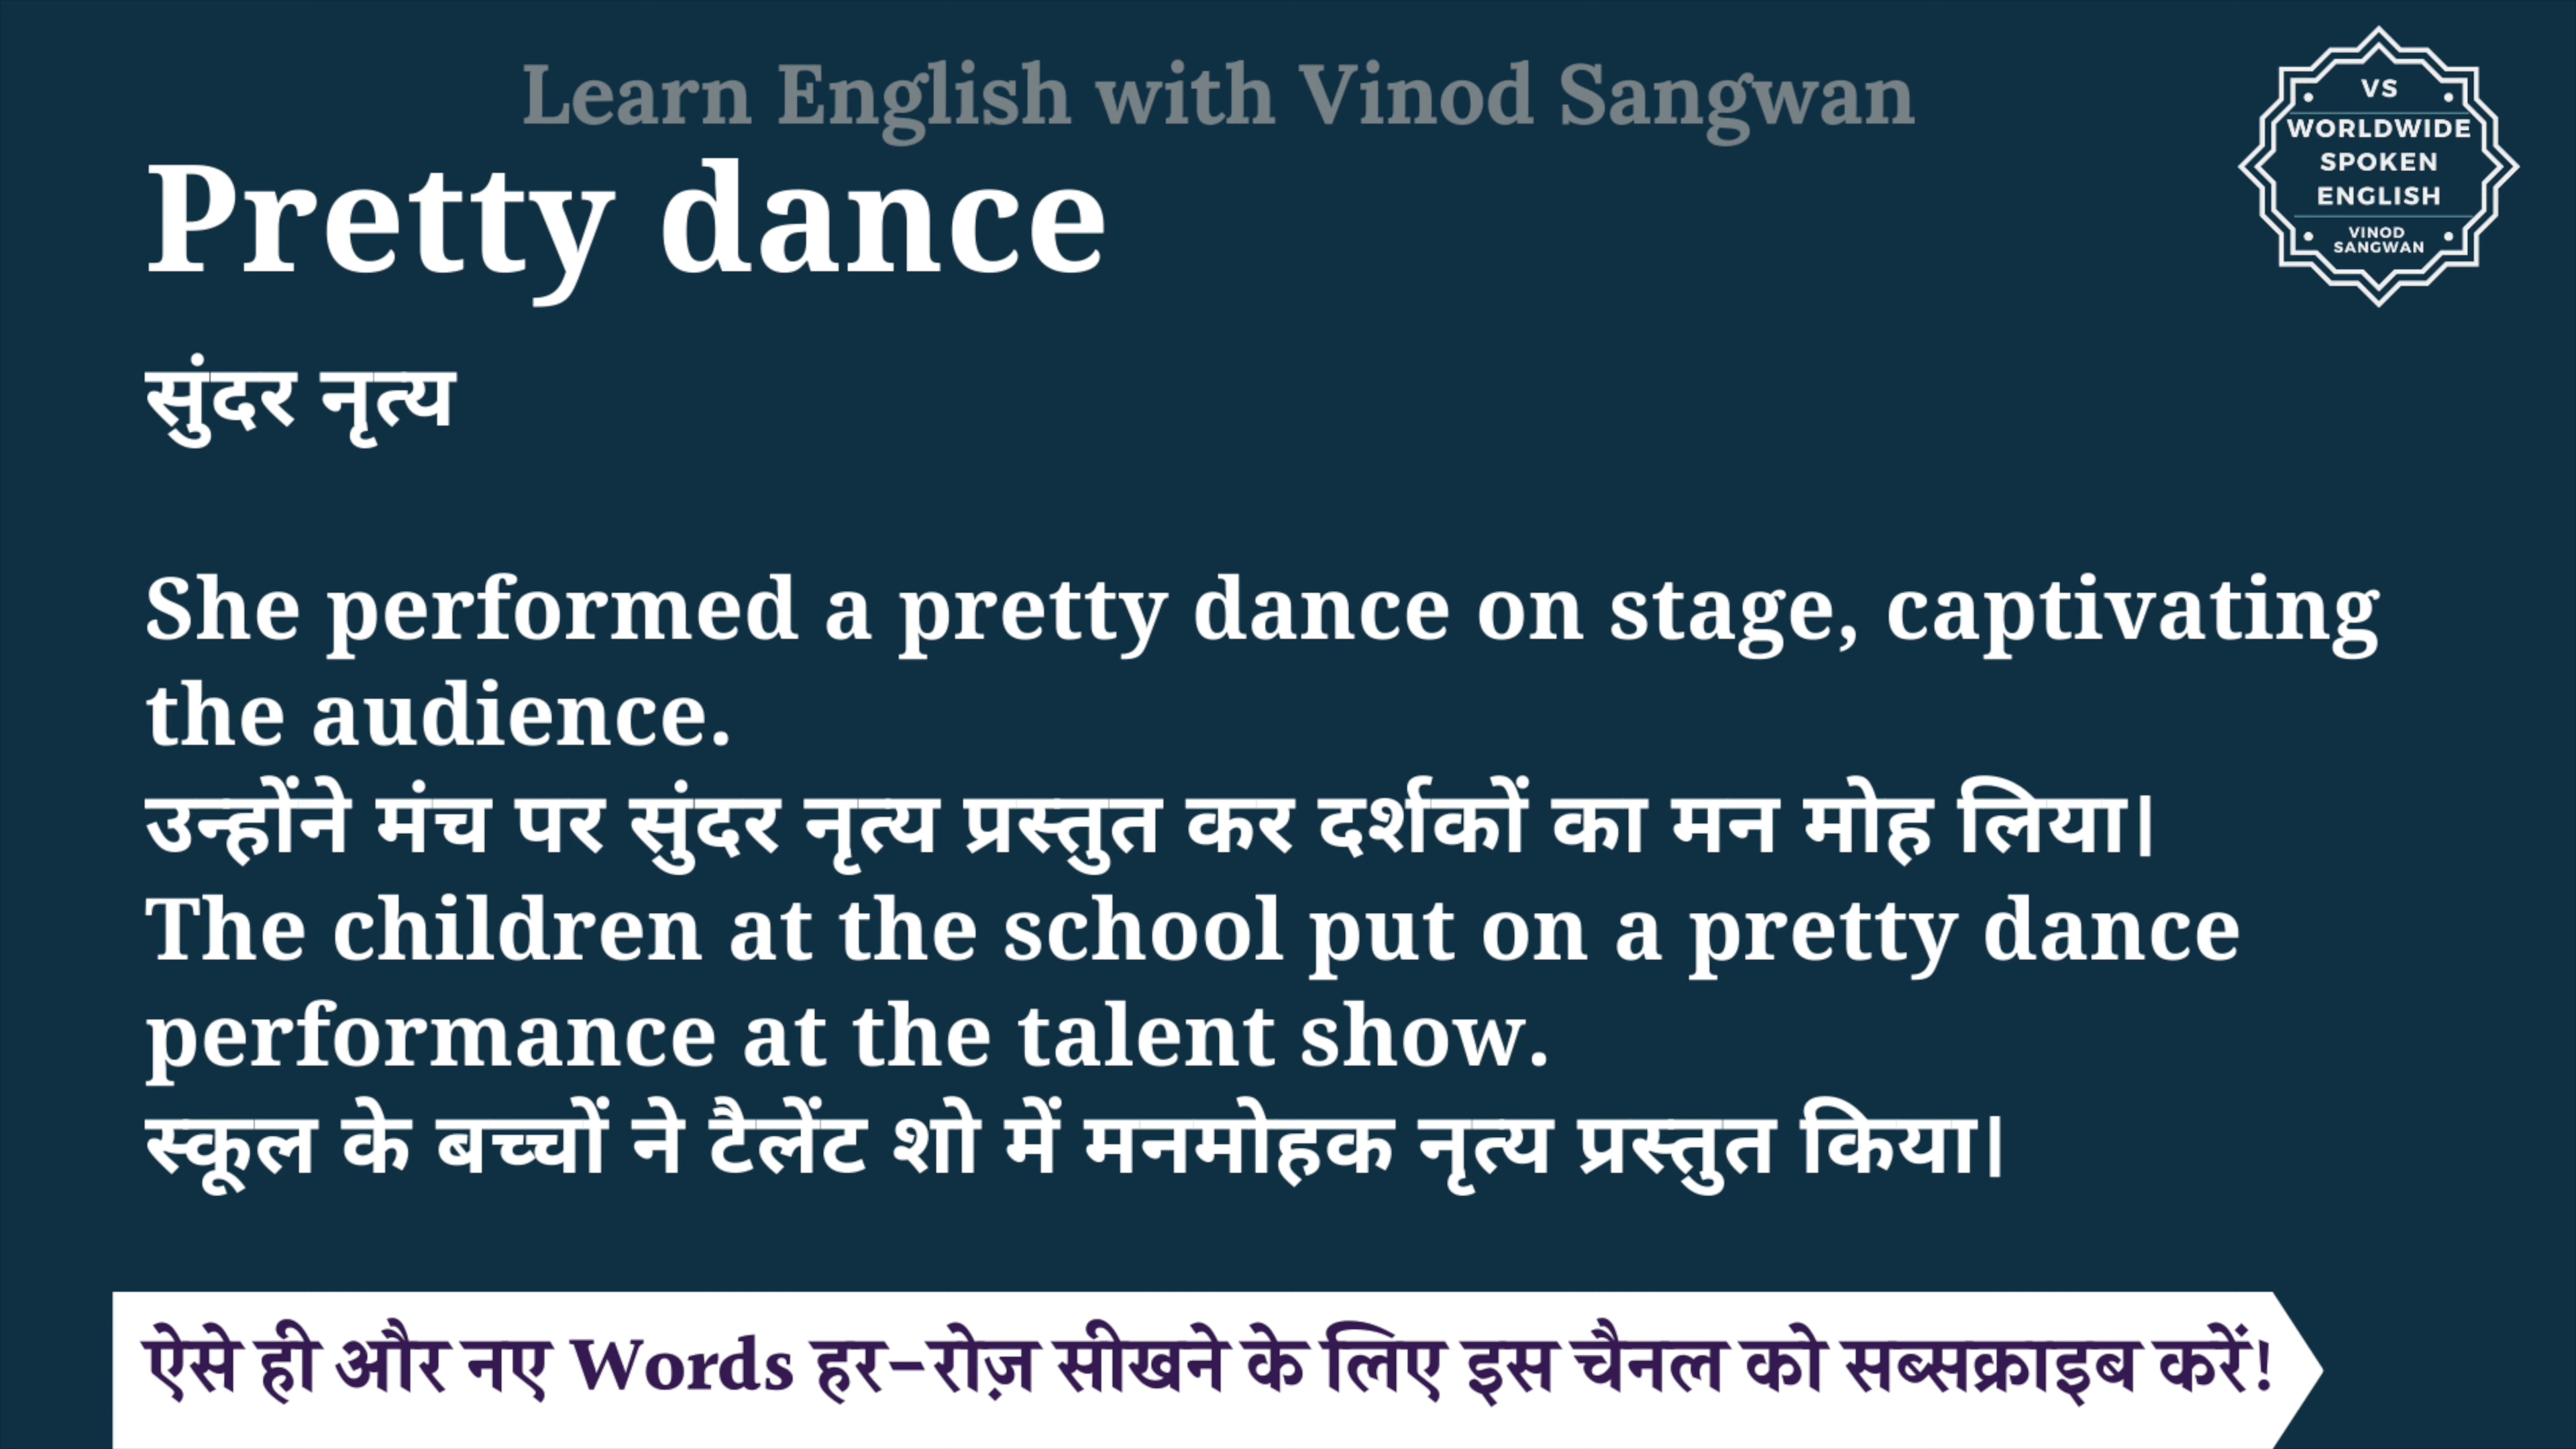 Learn English with Vinod Sangwan
VS
WORLDWIDE
SPOKEN
ENGLISH
VINOD
SANGWAN
Pretty dance
सुंदर नृत्य
She performed a pretty dance on stage, captivating
the audience.
उन्होंने मंच पर सुंदर नृत्य प्रस्तुत कर दर्शकों का मन मोह लिया।
The children at the school put on a pretty dance
performance at the talent show.
स्कूल के बच्चों ने टैलेंट शो में मनमोहक नृत्य प्रस्तुत किया।
ऐसे ही और नए Words हर-रोज़ सीखने के लिए इस चैनल को सब्सक्राइब करें!